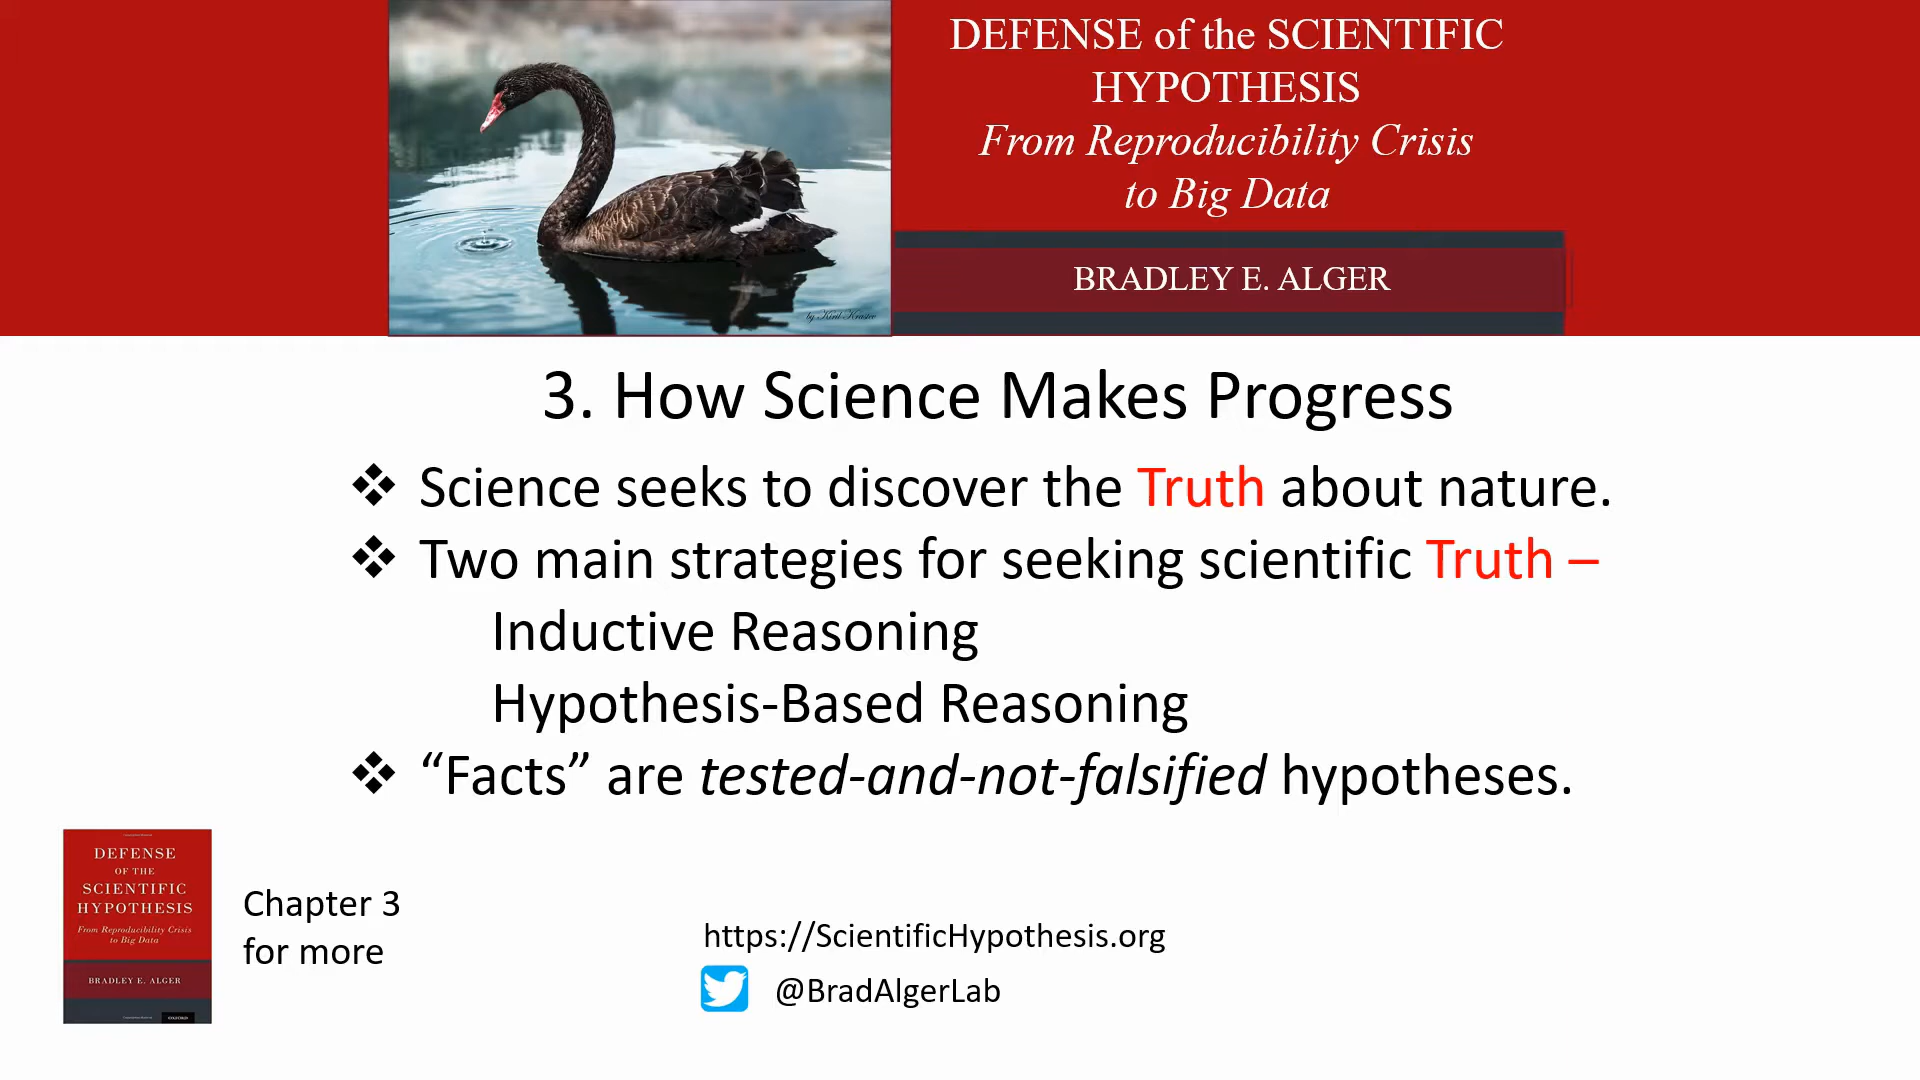 DEFENSE of the SCIENTIFIC
HYPOTHESIS
From Reproducibility Crisis
to Big Data
BRADLEY E. ALGER
3. How Science Makes Progress
❖ Science seeks to discover the Truth about nature.
❖ Two main strategies for seeking scientific Truth –
Inductive Reasoning
Hypothesis-Based Reasoning
❖ “Facts” are tested-and-not-falsified hypotheses.
DEFENSE
OF THE
SCIENTIFIC
HYPOTHESIS
From Reproducibility Crisis
to Big Data
BRADLEY E. ALGER
OXFORD
Chapter 3
for more
https://ScientificHypothesis.org
@BradAlgerLab